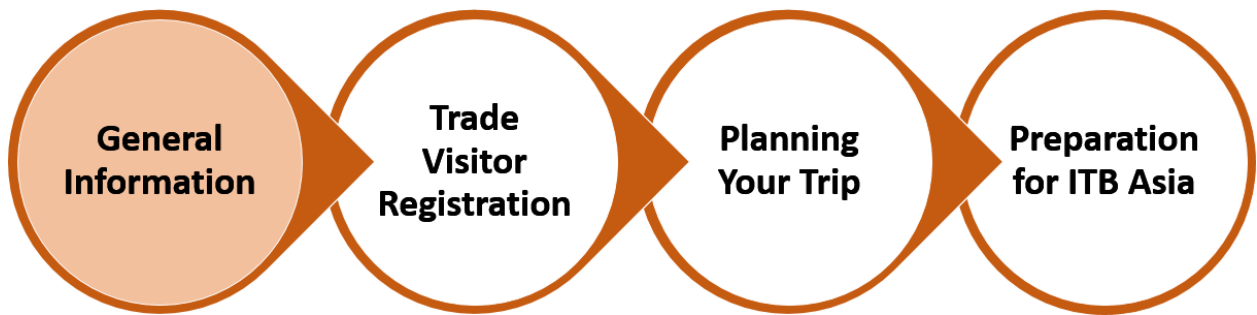 General
Information
Trade
Visitor
Registration
Planning
Your Trip
Preparation
for ITB Asia